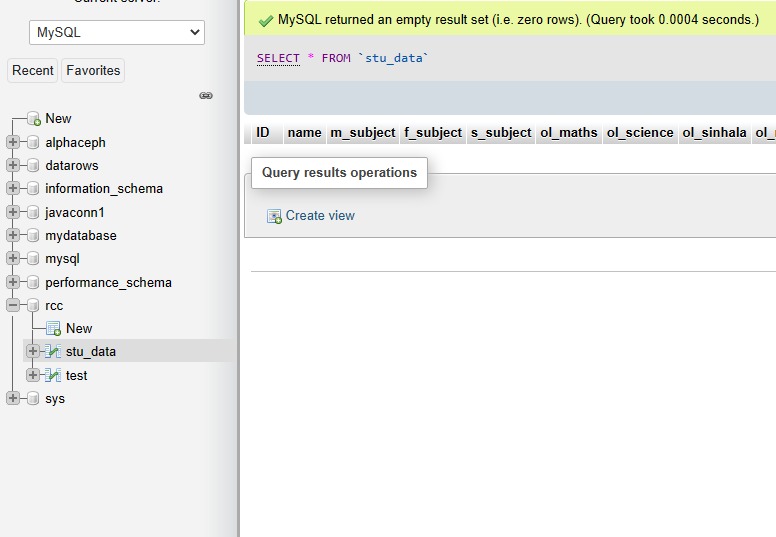 Current server:
MySQL
Recent Favorites
New
alphaceph
datarows
information_schema
javaconn1
mydatabase
mysql
performance_schema
rcc
New
stu_data
test
sys
MySQL returned an empty result set (i.e. zero rows). (Query took 0.0004 seconds.)
SELECT * FROM `stu_data`
ID name m_subject f_subject s_subject ol_maths ol_science ol_sinhala ol_
Query results operations
Create view